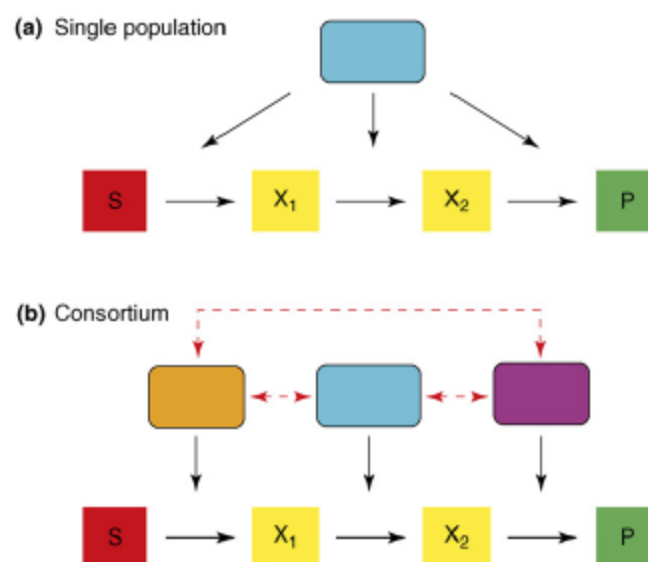 (a) Single population
S X₁ X₂ P
(b) Consortium
S X₁ X₂ P